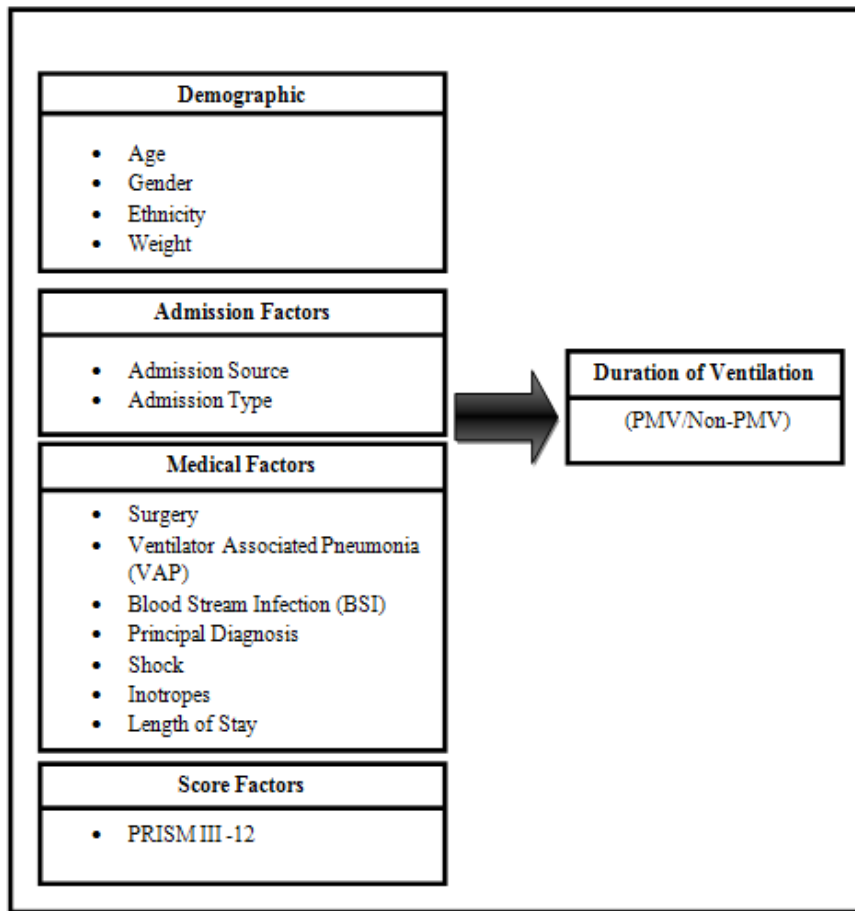 Demographic
• Age
• Gender
• Ethnicity
• Weight
Admission Factors
• Admission Source
• Admission Type
Medical Factors
• Surgery
• Ventilator Associated Pneumonia
(VAP)
• Blood Stream Infection (BSI)
• Principal Diagnosis
• Shock
• Inotropes
• Length of Stay
Score Factors
• PRISM III -12
Duration of Ventilation
(PMV/Non-PMV)